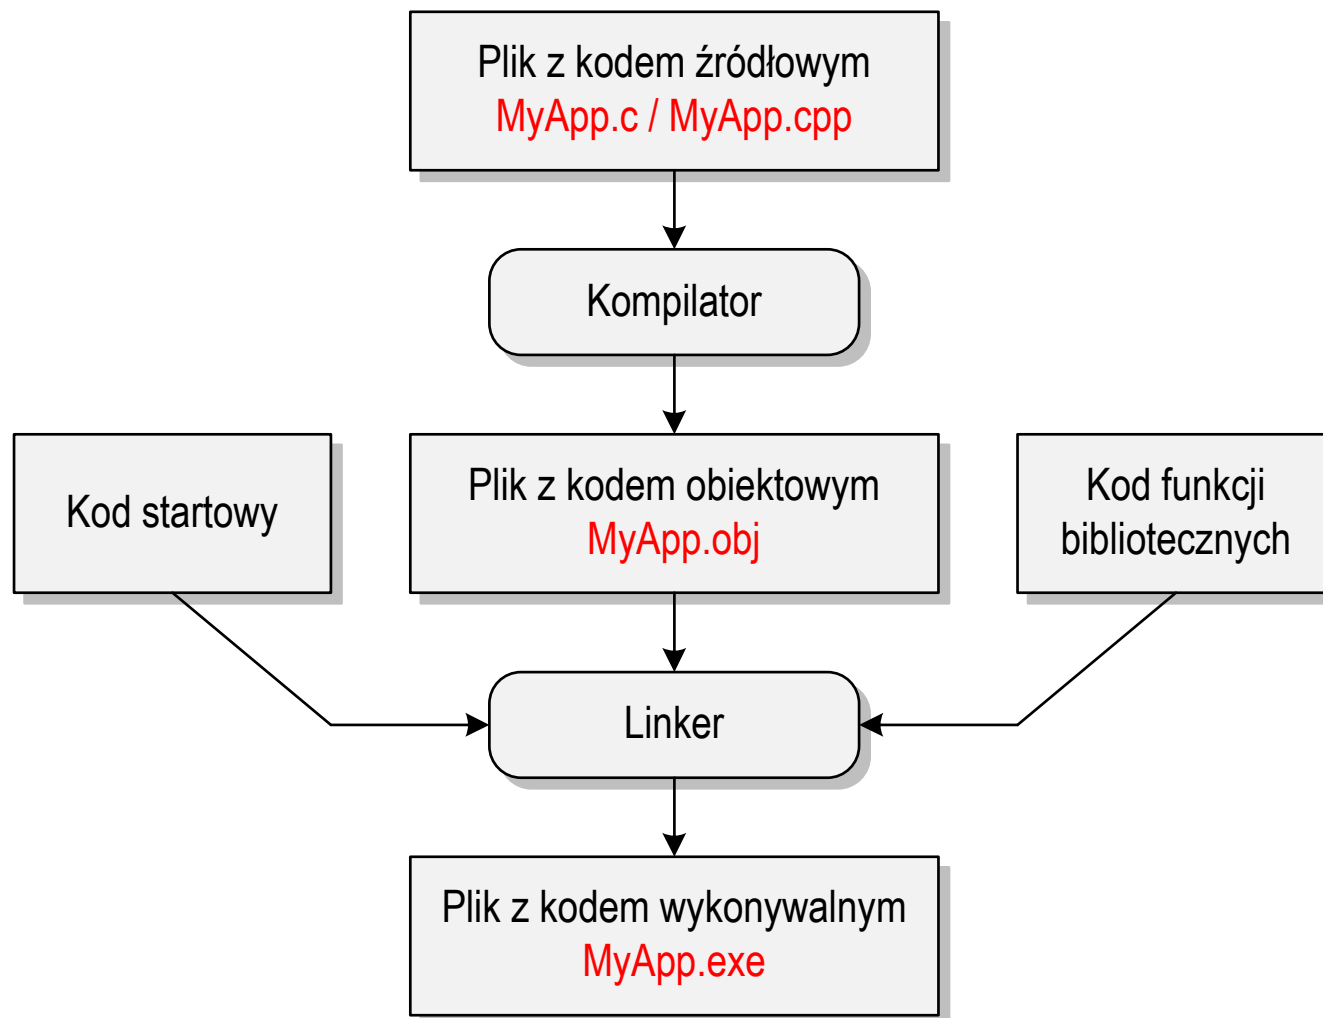 Plik z kodem źródłowym
MyApp.c / MyApp.cpp
Kompilator
Kod startowy
Plik z kodem obiektowym
MyApp.obj
Kod funkcji
bibliotecznych
Linker
Plik z kodem wykonywalnym
MyApp.exe